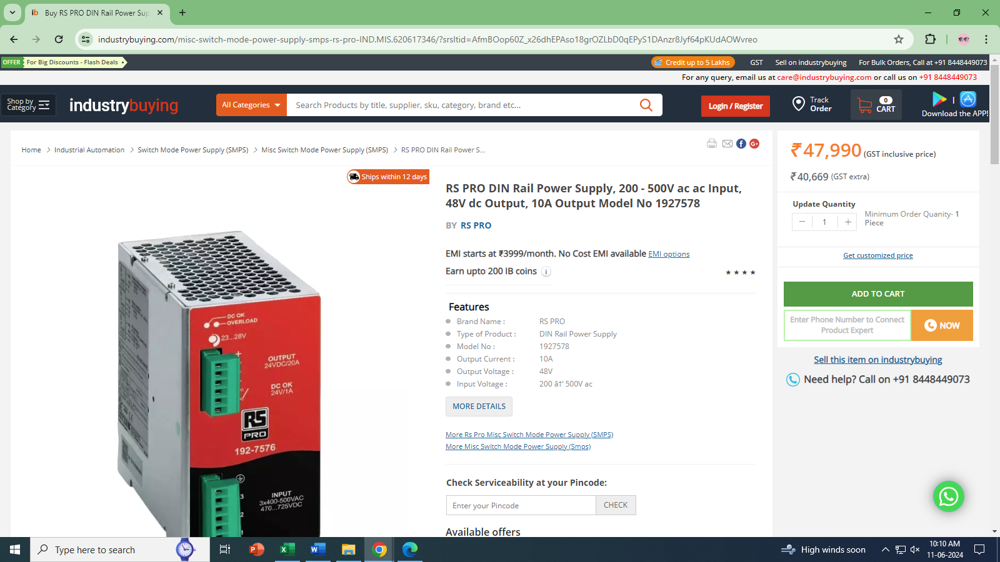 Buy RS PRO DIN Rail Power Sup
industrybuying.com/misc-switch-mode-power-supply-smps-rs-pro-IND.MIS.620617346/?srsltid=AfmBOop60Z_x26dhEPAso18grOZLbD0qEPyS1DAnzr8Jyf64pKUdAOWvreo
OFFER For Big Discounts - Flash Deals •
Credit up to 5 Lakhs GST Sell on industrybuying For Bulk Orders, Call at +91 8448449073
For any query, email us at care@industrybuying.com or call us on +91 8448449073
Shop by
Category
industrybuying
All Categories
Search Products by title, supplier, sku, category, brand etc...
Login / Register
Track
Order
0
CART
Download the APP!
Home > Industrial Automation > Switch Mode Power Supply (SMPS) > Misc Switch Mode Power Supply (SMPS) > RS PRO DIN Rail Power S...
Ships within 12 days
DC OK
OVERLOAD
23...28V
OUTPUT
24VDC/20A
DC OK
24V/1A
RS
PRO
192-7576
INPUT
3x400-500VAC
470...725VDC
3
2
1
RS PRO DIN Rail Power Supply, 200 - 500V ac ac Input,
48V dc Output, 10A Output Model No 1927578
BY RS PRO
EMI starts at ₹3999/month. No Cost EMI available EMI options
Earn upto 200 IB coins i
★ ★ ★ ★
Features
Brand Name : RS PRO
Type of Product : DIN Rail Power Supply
Model No : 1927578
Output Current : 10A
Output Voltage : 48V
Input Voltage : 200 â†’ 500V ac
MORE DETAILS
More Rs Pro Misc Switch Mode Power Supply (SMPS)
More Misc Switch Mode Power Supply (Smps)
Check Serviceability at your Pincode:
Enter your Pincode CHECK
Available offers
₹47,990 (GST inclusive price)
₹40,669 (GST extra)
Update Quantity
− 1 +
Minimum Order Quanity- 1
Piece
Get customized price
ADD TO CART
Enter Phone Number to Connect
Product Expert
NOW
Sell this item on industrybuying
Need help? Call on +91 8448449073
Type here to search
High winds soon
10:10 AM
11-06-2024